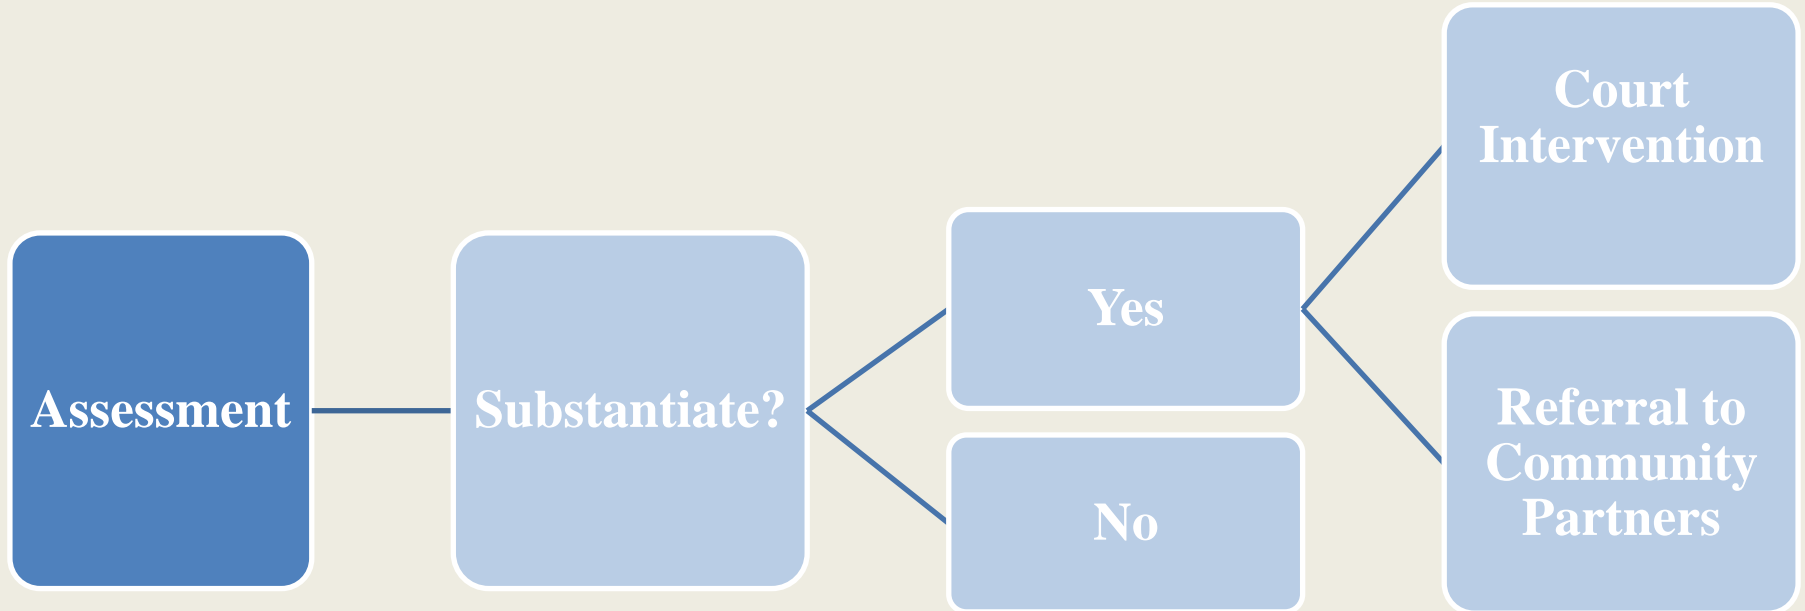 Assessment
Substantiate?
Yes
No
Court
Intervention
Referral to
Community
Partners